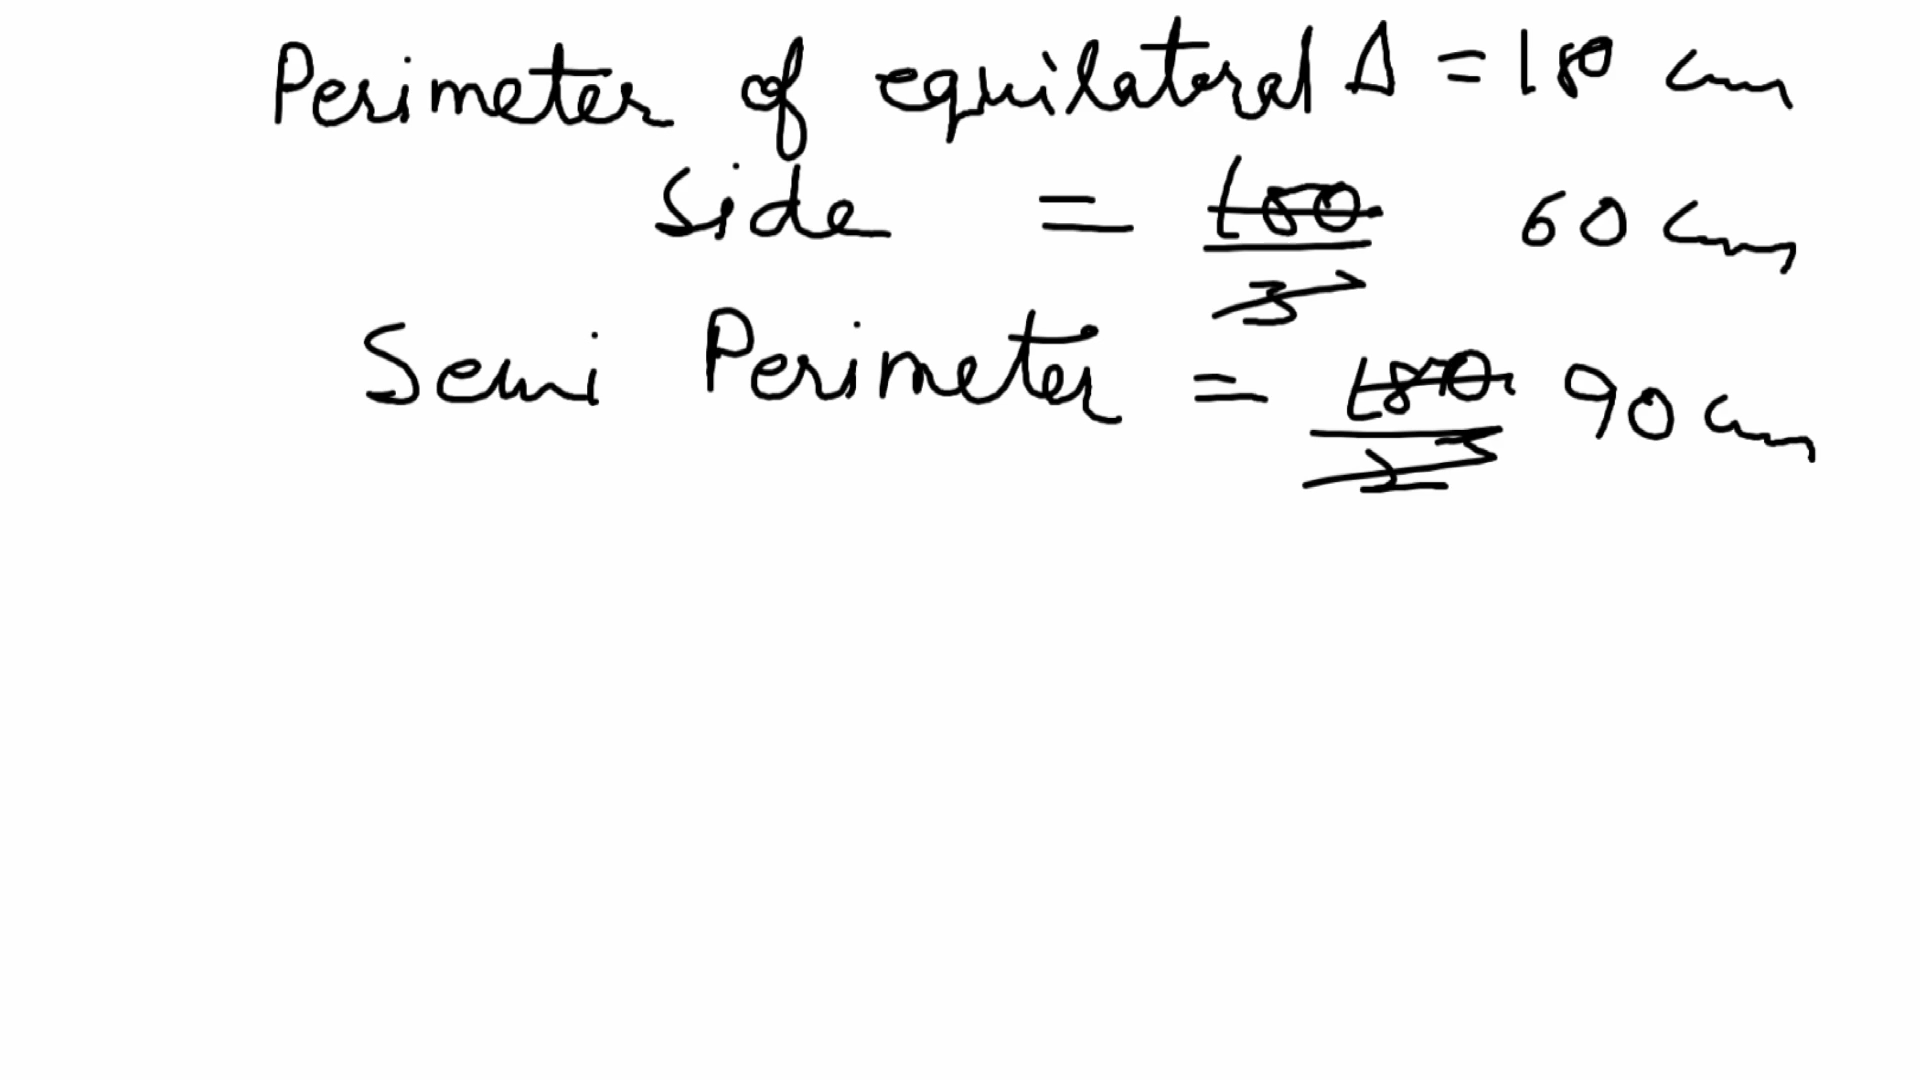 Perimeter of equilateral Δ = 180 cm
side = 180/3 60 cm
Semi Perimeter = 180/2 90 cm